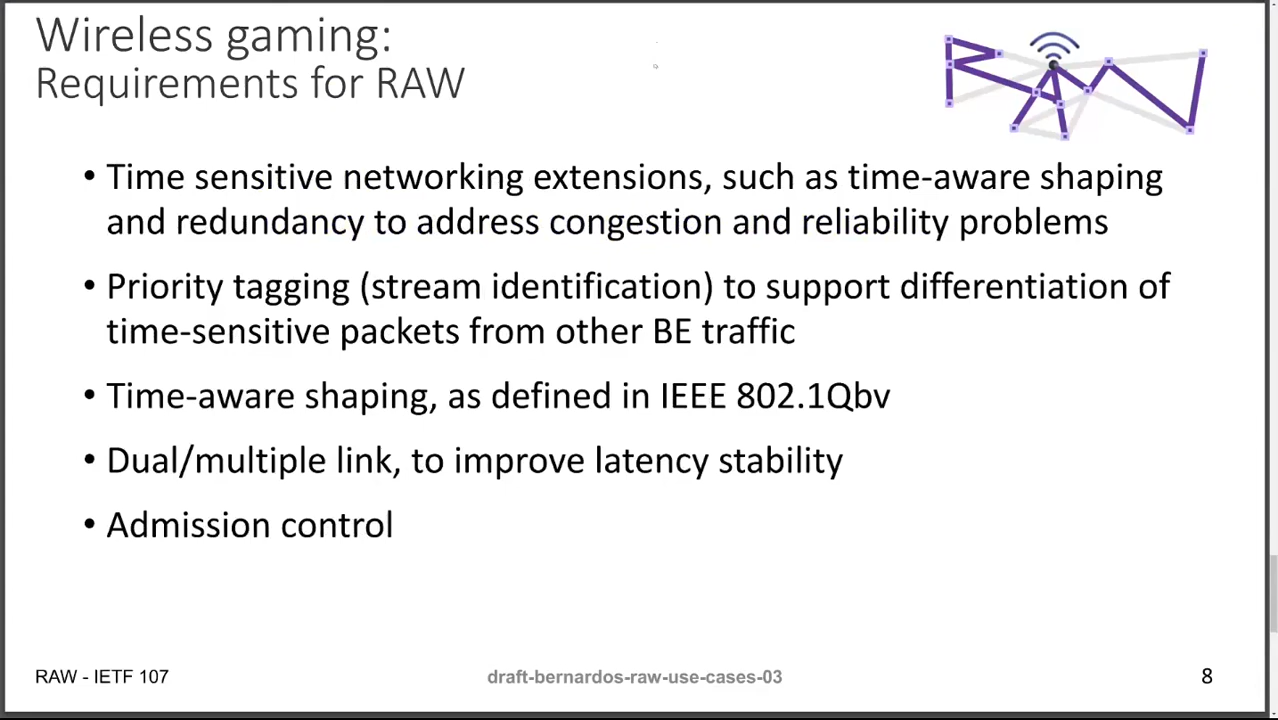 Wireless gaming:
Requirements for RAW
• Time sensitive networking extensions, such as time-aware shaping
and redundancy to address congestion and reliability problems
• Priority tagging (stream identification) to support differentiation of
time-sensitive packets from other BE traffic
• Time-aware shaping, as defined in IEEE 802.1Qbv
• Dual/multiple link, to improve latency stability
• Admission control
RAW - IETF 107
draft-bernardos-raw-use-cases-03
8